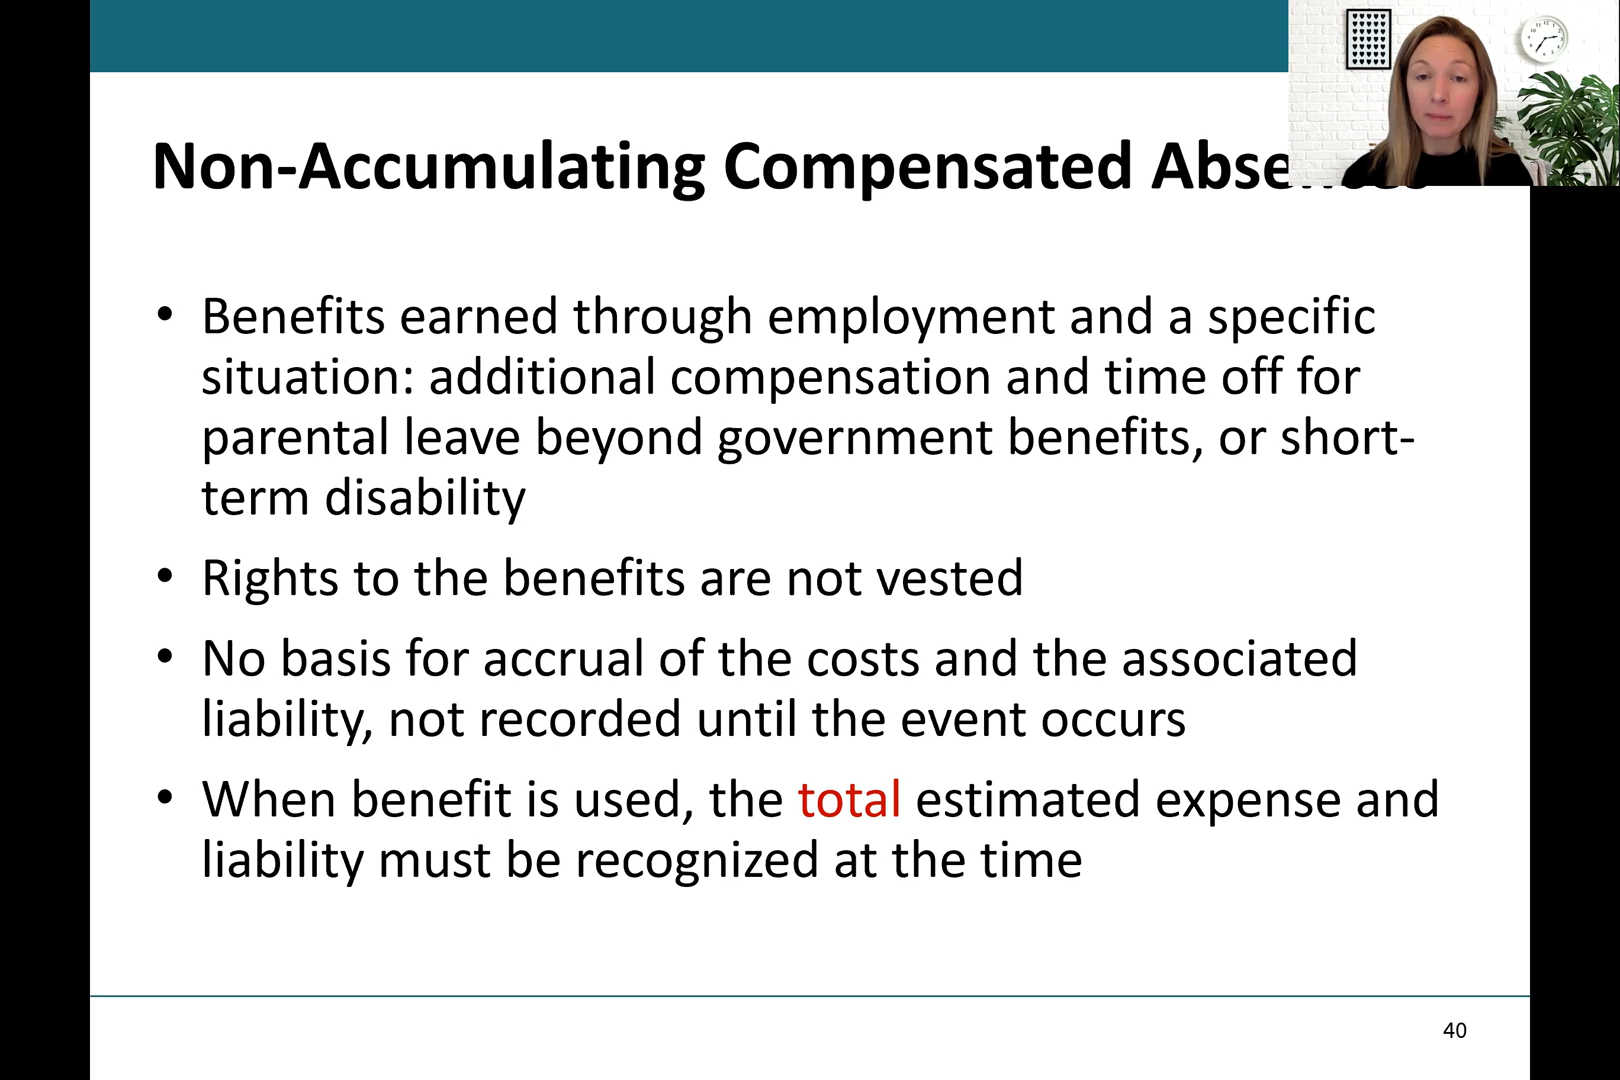 Non-Accumulating Compensated
• Benefits earned through employment and a specific
situation: additional compensation and time off for
parental leave beyond government benefits, or short-
term disability
• Rights to the benefits are not vested
• No basis for accrual of the costs and the associated
liability, not recorded until the event occurs
• When benefit is used, the total estimated expense and
liability must be recognized at the time
40